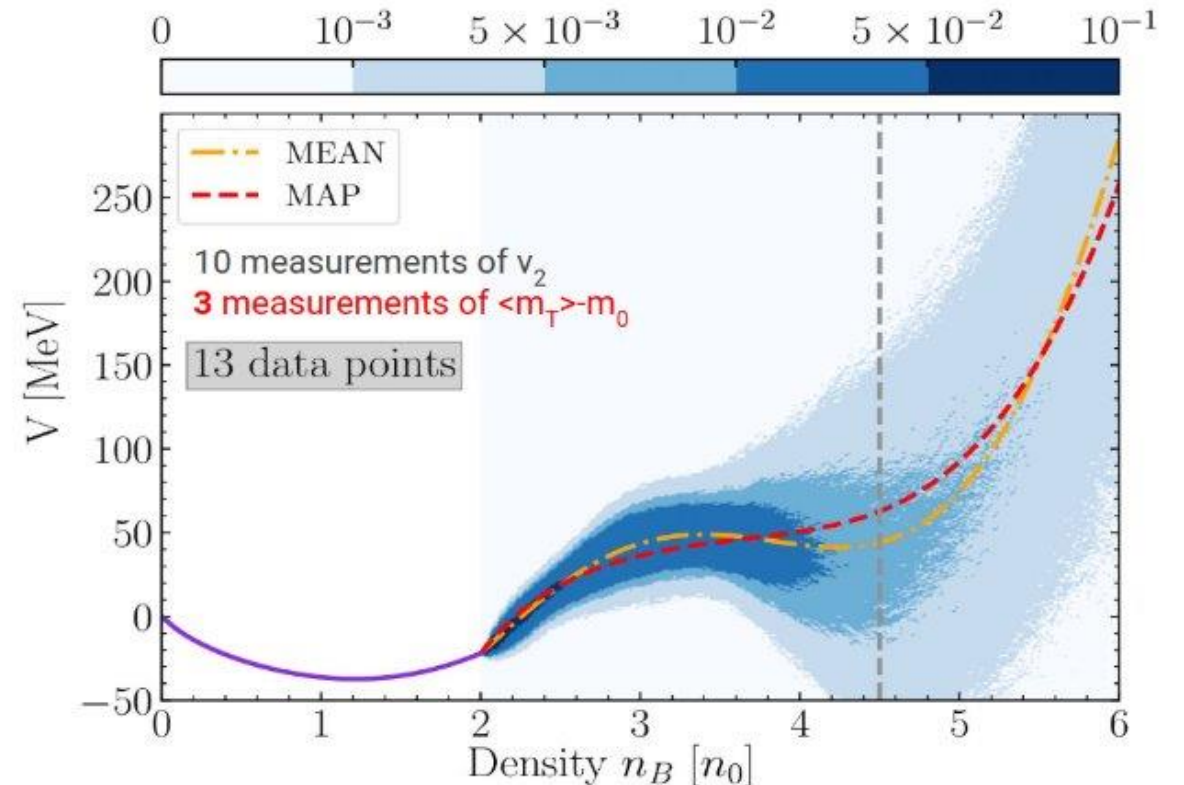 0 10⁻³ 5 × 10⁻³ 10⁻² 5 × 10⁻² 10⁻¹
MEAN
MAP
10 measurements of v₂
3 measurements of <m_T>-m₀
13 data points
V [MeV]
250
200
150
100
50
0
−50
0 1 2 3 4 5 6
Density n_B [n₀]